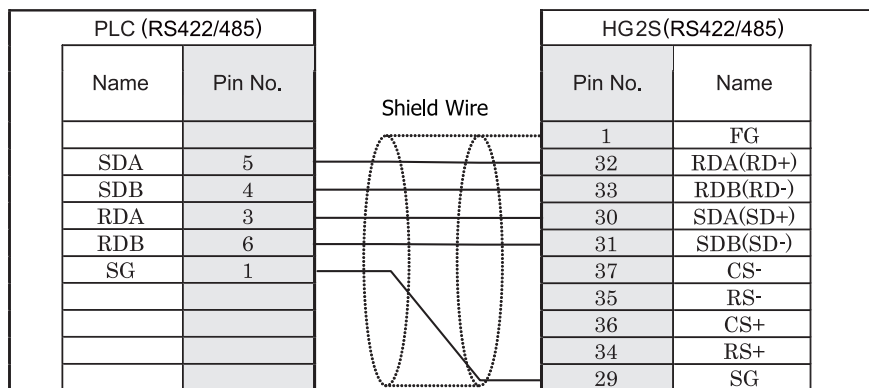 PLC (RS422/485) HG2S(RS422/485)
Name Pin No. Shield Wire Pin No. Name
1 FG
SDA 5 32 RDA(RD+)
SDB 4 33 RDB(RD-)
RDA 3 30 SDA(SD+)
RDB 6 31 SDB(SD-)
SG 1 37 CS-
35 RS-
36 CS+
34 RS+
29 SG